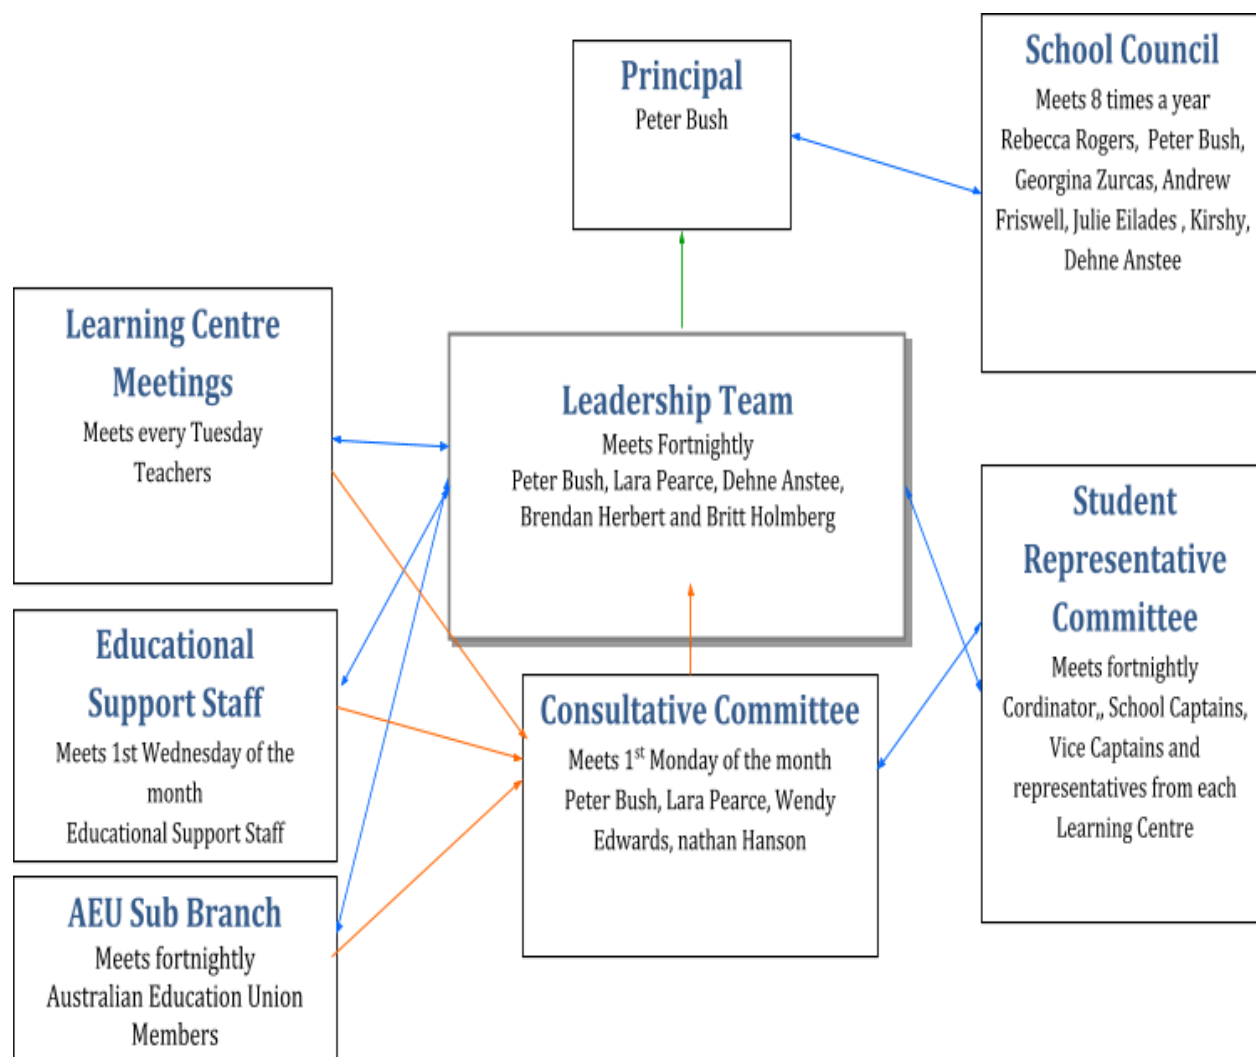 Principal
Peter Bush
School Council
Meets 8 times a year
Rebecca Rogers, Peter Bush,
Georgina Zurcas, Andrew
Friswell, Julie Eilades , Kirshy,
Dehne Anstee
Learning Centre
Meetings
Meets every Tuesday
Teachers
Leadership Team
Meets Fortnightly
Peter Bush, Lara Pearce, Dehne Anstee,
Brendan Herbert and Britt Holmberg
Student
Representative
Committee
Meets fortnightly
Cordinator,, School Captains,
Vice Captains and
representatives from each
Learning Centre
Educational
Support Staff
Meets 1st Wednesday of the
month
Educational Support Staff
Consultative Committee
Meets 1st Monday of the month
Peter Bush, Lara Pearce, Wendy
Edwards, nathan Hanson
AEU Sub Branch
Meets fortnightly
Australian Education Union
Members